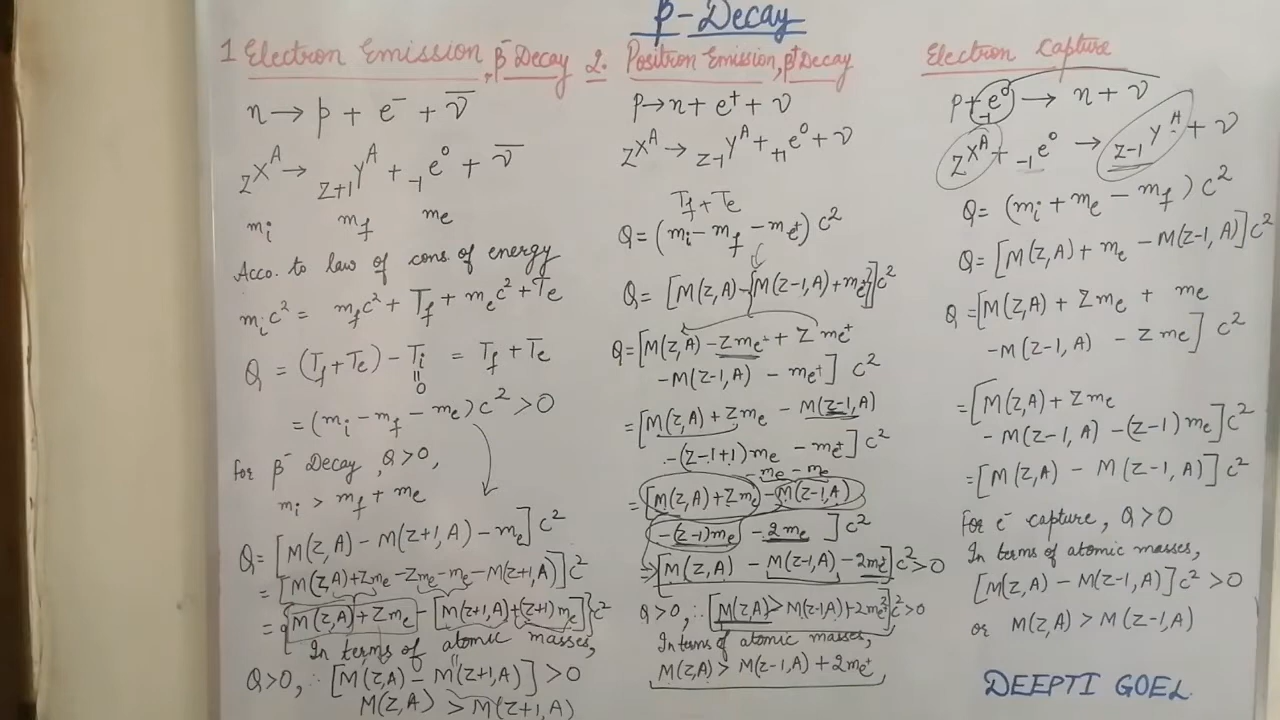 β-Decay
1 Electron Emission, β⁻ Decay
n → p + e⁻ + ν̅
zX^A → z+1Y^A + -1e⁰ + ν̅
mi mf me
Acco. to law of cons. of energy
mic² = mfc² + Tf + mec² + Te
Q = (Tf + Te) - Ti = Tf + Te
॥
0
= (mi - mf - me)c² > 0
For β⁻ Decay, Q>0,
mi > mf + me
Q = [M(Z,A) - M(Z+1,A) - me]c²
= [M(Z,A) + Zme - Zme - me - M(Z+1,A)]c²
= {[M(Z,A) + Zme - [M(Z+1,A) + (Z+1)me]}c²
In terms of atomic masses,
Q>0, ∴ [M(Z,A) - M(Z+1,A)] > 0
M(Z,A) > M(Z+1,A)
2. Positron Emission, β⁺ Decay
P → n + e⁺ + ν
zX^A → z-1Y^A + +1e⁰ + ν
Tf + Te
Q = (mi - mf - me⁺)c²
Q = [M(Z,A) - {M(Z-1,A) + me⁺}]c²
Q = [M(Z,A) - Zme⁺ + Zme⁺
- M(Z-1,A) - me⁺]c²
= [M(Z,A) + Zme - M(Z-1,A)
- (Z-1+1)me - me⁺]c²
- me - me
= [M(Z,A) + Zme - M(Z-1,A)
- (Z-1)me - 2me]c²
⇒ [M(Z,A) - M(Z-1,A) - 2me⁺]c² > 0
Q>0, ∴ [M(Z,A) > M(Z-1,A) + 2me⁺]c² > 0
In terms of atomic masses,
M(Z,A) > M(Z-1,A) + 2me⁺
Electron Capture
P + -1e⁰ → n + ν
zX^A + -1e⁰ → z-1Y^A + ν
Q = (mi + me - mf)c²
Q = [M(Z,A) + me - M(Z-1,A)]c²
Q = [M(Z,A) + Zme + me
- M(Z-1,A) - Zme]c²
= [M(Z,A) + Zme
- M(Z-1,A) - (Z-1)me]c²
= [M(Z,A) - M(Z-1,A)]c²
For e⁻ capture, Q>0
In terms of atomic masses,
[M(Z,A) - M(Z-1,A)]c² > 0
or M(Z,A) > M(Z-1,A)
DEEPTI GOEL